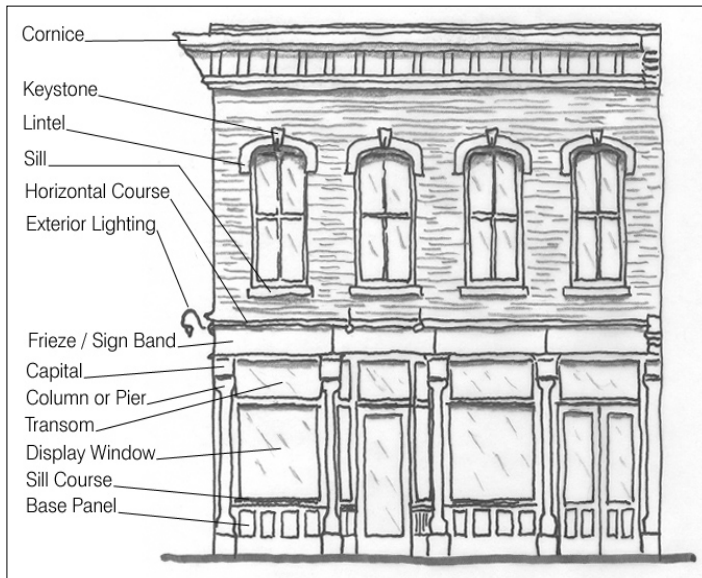 Cornice
Keystone
Lintel
Sill
Horizontal Course
Exterior Lighting
Frieze / Sign Band
Capital
Column or Pier
Transom
Display Window
Sill Course
Base Panel